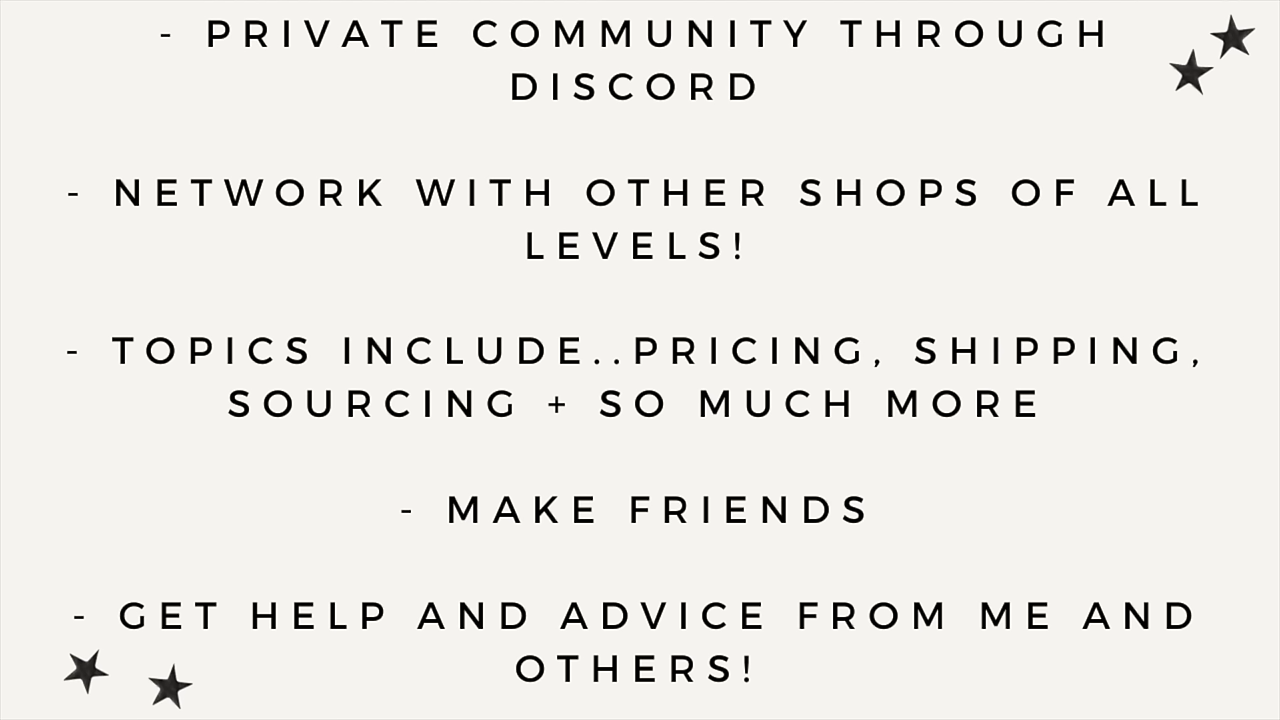 - PRIVATE COMMUNITY THROUGH
DISCORD
- NETWORK WITH OTHER SHOPS OF ALL
LEVELS!
- TOPICS INCLUDE..PRICING, SHIPPING,
SOURCING + SO MUCH MORE
- MAKE FRIENDS
- GET HELP AND ADVICE FROM ME AND
OTHERS!